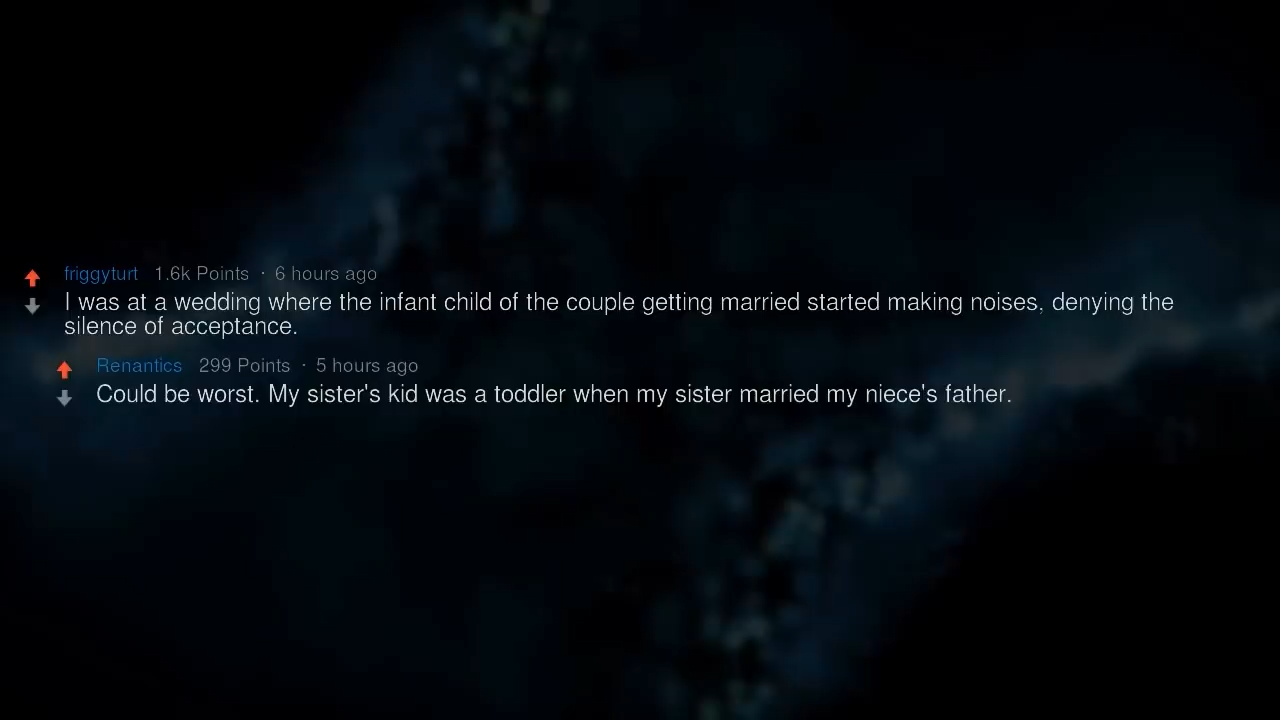 friggyturt 1.6k Points · 6 hours ago
I was at a wedding where the infant child of the couple getting married started making noises, denying the
silence of acceptance.
Renantics 299 Points · 5 hours ago
Could be worst. My sister's kid was a toddler when my sister married my niece's father.